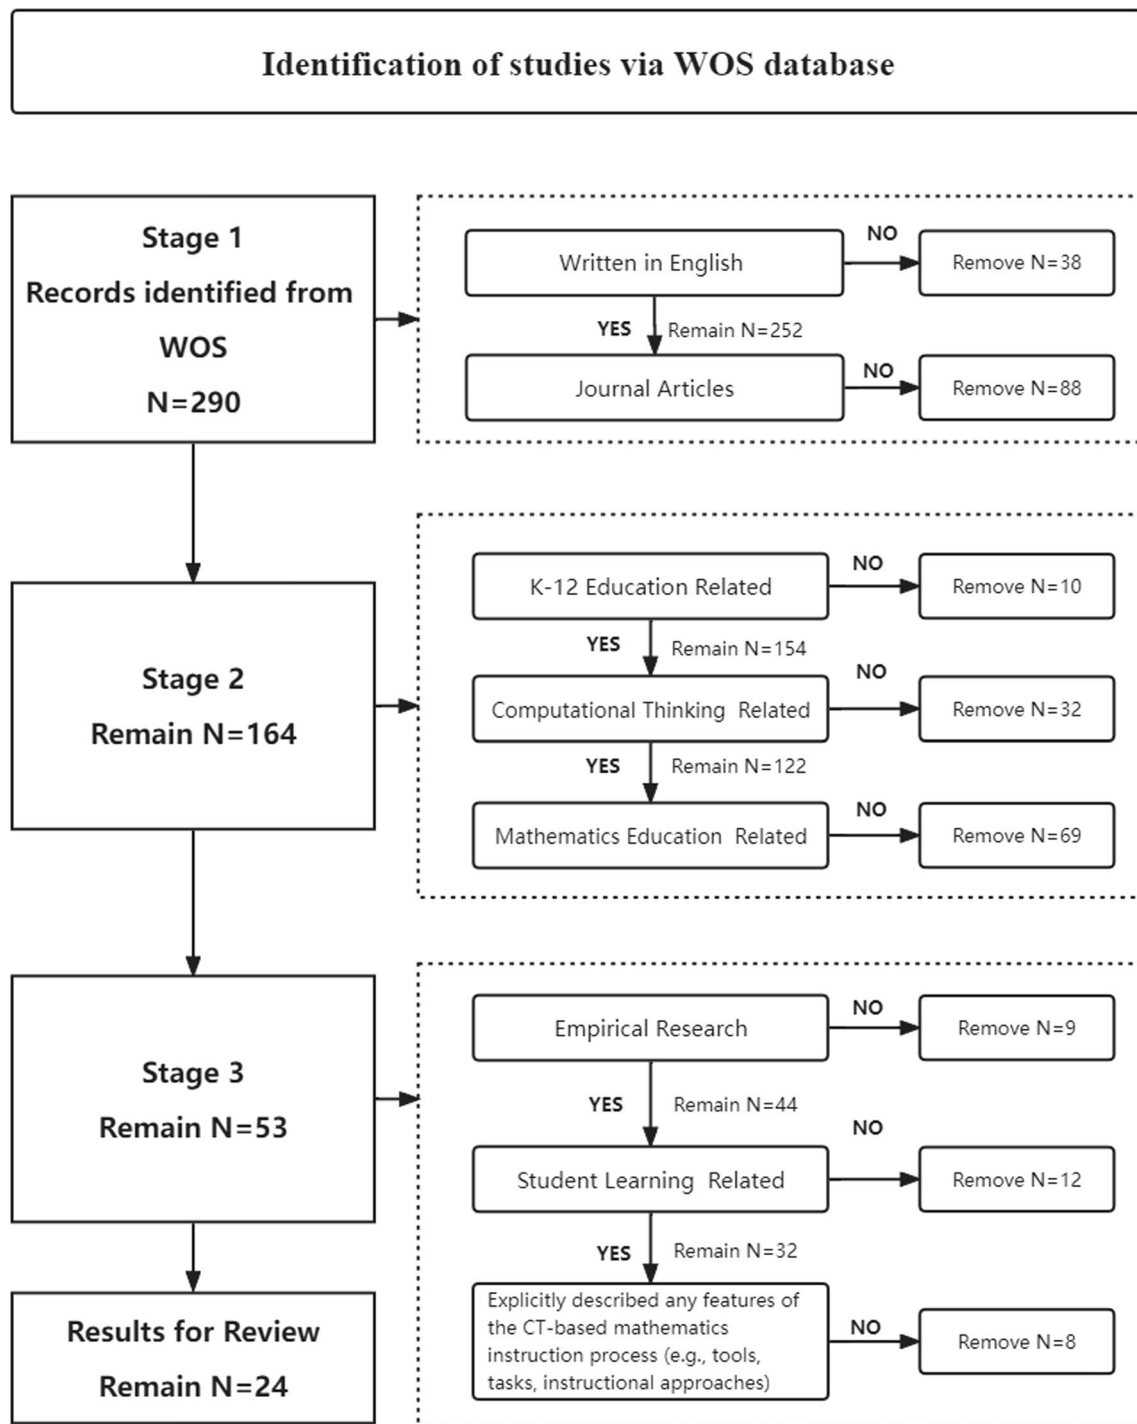 Identification of studies via WOS database
Stage 1
Records identified from
WOS
N=290
Written in English
NO
Remove N=38
YES
Remain N=252
Journal Articles
NO
Remove N=88
Stage 2
Remain N=164
K-12 Education Related
NO
Remove N=10
YES
Remain N=154
Computational Thinking Related
NO
Remove N=32
YES
Remain N=122
Mathematics Education Related
NO
Remove N=69
Stage 3
Remain N=53
Empirical Research
NO
Remove N=9
YES
Remain N=44
Student Learning Related
NO
Remove N=12
YES
Remain N=32
Explicitly described any features of
the CT-based mathematics
instruction process (e.g., tools,
tasks, instructional approaches)
NO
Remove N=8
Results for Review
Remain N=24